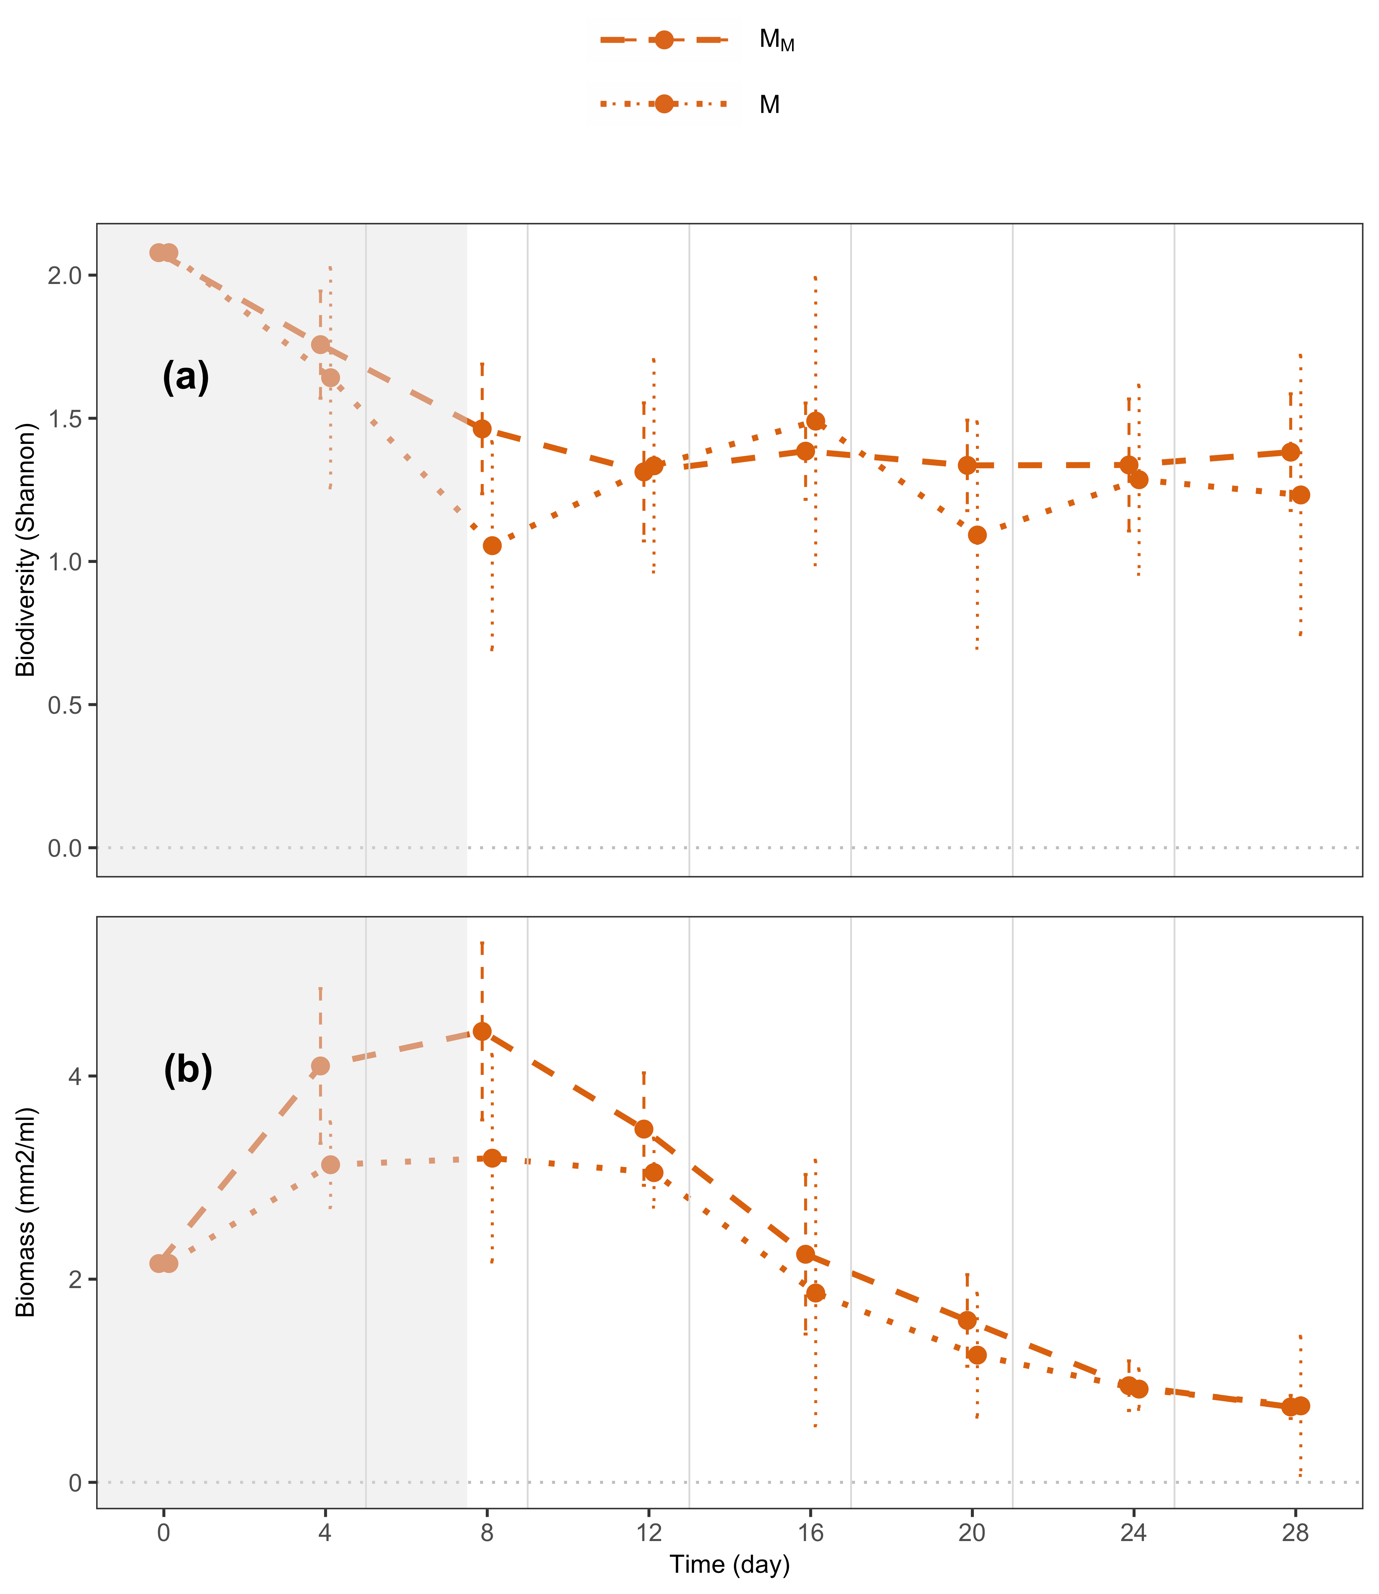 M_M
M
(a)
Biodiversity (Shannon)
2.0
1.5
1.0
0.5
0.0
(b)
Biomass (mm2/ml)
4
2
0
0 4 8 12 16 20 24 28
Time (day)